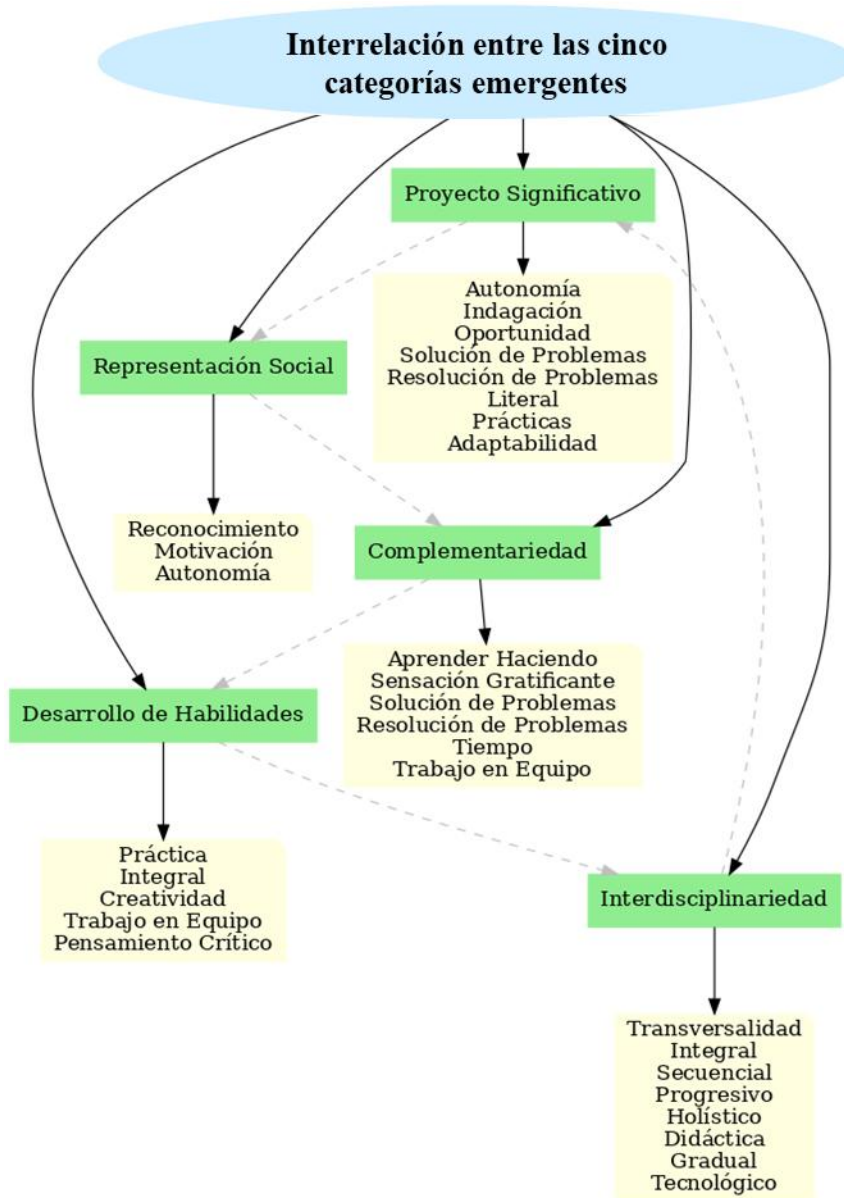 Interrelación entre las cinco
categorías emergentes
Proyecto Significativo
Autonomía
Indagación
Oportunidad
Solución de Problemas
Resolución de Problemas
Literal
Prácticas
Adaptabilidad
Representación Social
Reconocimiento
Motivación
Autonomía
Complementariedad
Aprender Haciendo
Sensación Gratificante
Solución de Problemas
Resolución de Problemas
Tiempo
Trabajo en Equipo
Desarrollo de Habilidades
Práctica
Integral
Creatividad
Trabajo en Equipo
Pensamiento Crítico
Interdisciplinariedad
Transversalidad
Integral
Secuencial
Progresivo
Holístico
Didáctica
Gradual
Tecnológico